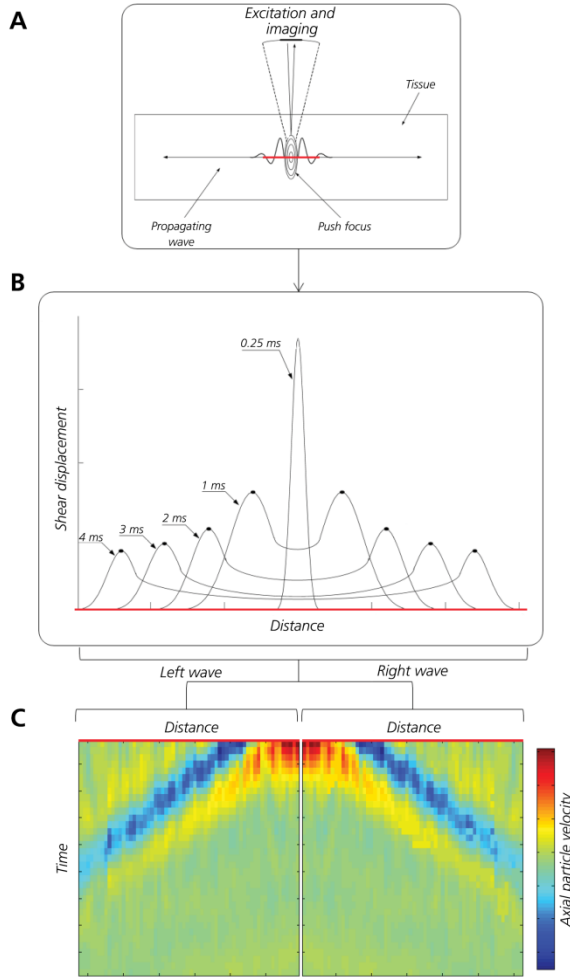 A
Excitation and
imaging
Tissue
Propagating
wave
Push focus
B
0.25 ms
Shear displacement
1 ms
2 ms
3 ms
4 ms
Distance
Left wave
Right wave
C
Distance
Distance
Time
Axial particle velocity